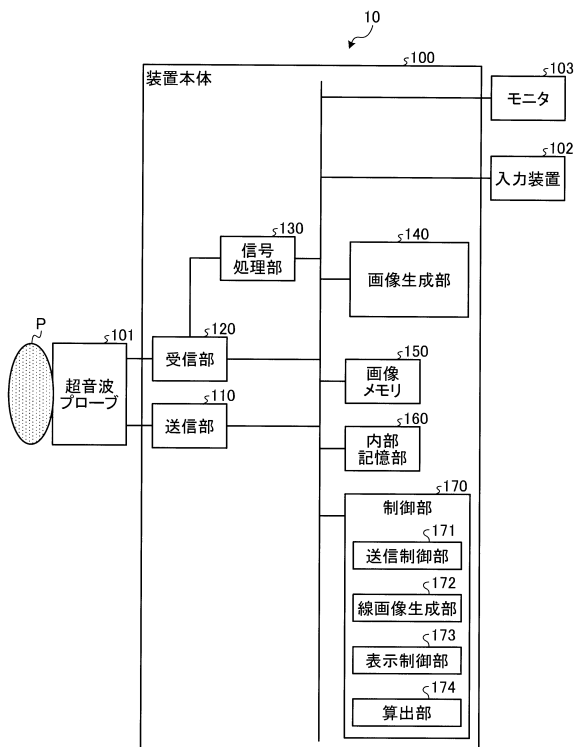 10
100
装置本体
103
モニタ
102
入力装置
130
信号
処理部
140
画像生成部
P
101
超音波
プローブ
120
受信部
150
画像
メモリ
110
送信部
160
内部
記憶部
170
制御部
171
送信制御部
172
線画像生成部
173
表示制御部
174
算出部